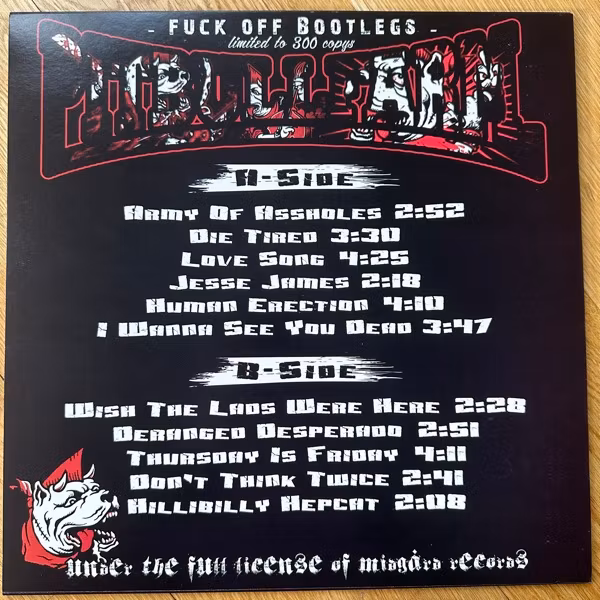 - FUCK OFF BOOTLEGS -
limited to 300 copys
PITBULLFARM
A-Side
Army Of Assholes 2:52
Die Tired 3:30
Love Song 4:25
Jesse James 2:18
Human Erection 4:10
I Wanna See You Dead 3:47
B-Side
Wish The Lads Were Here 2:28
Deranged Desperado 2:51
Thursday Is Friday 4:11
Don't Think Twice 2:41
Hillibilly Hepcat 2:08
under the full license of midgård records